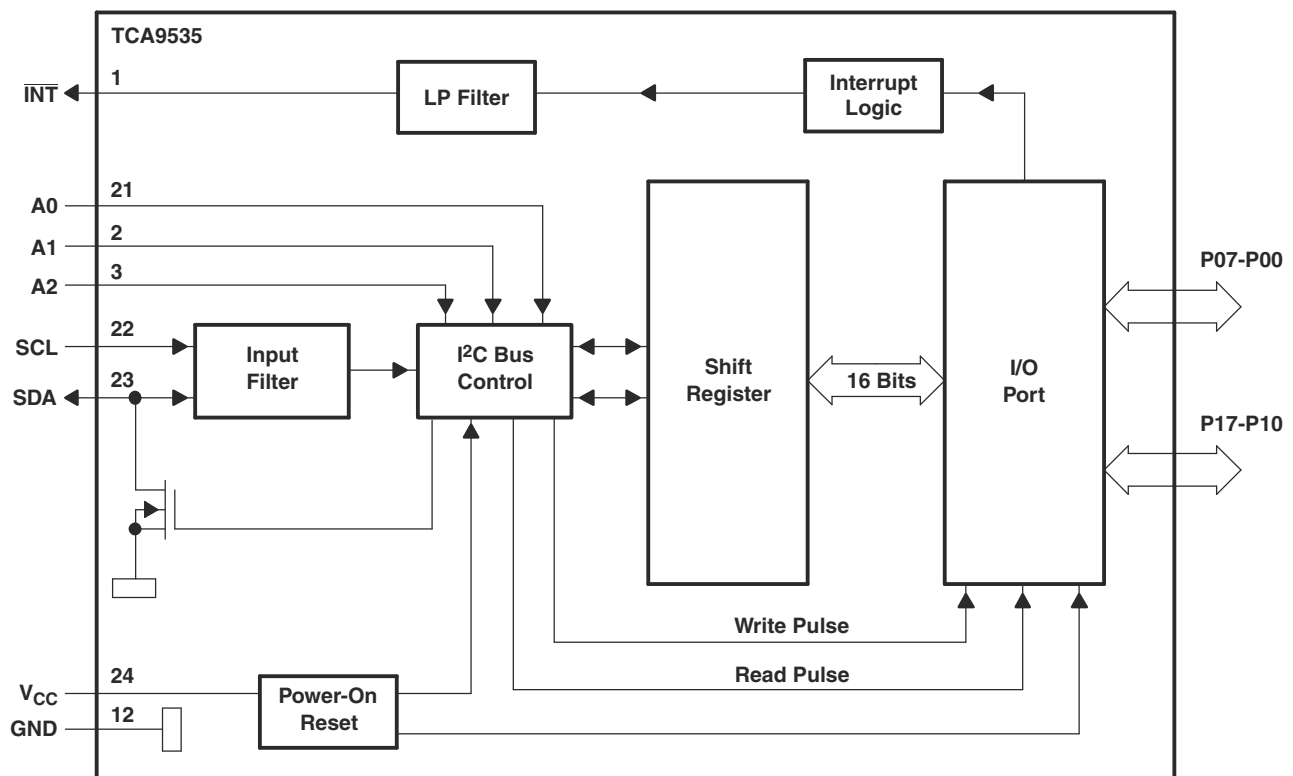 TCA9535
1
INT
LP Filter
Interrupt
Logic
21
A0
2
A1
3
A2
22
SCL
23
SDA
Input
Filter
I²C Bus
Control
Shift
Register
16 Bits
I/O
Port
P07-P00
P17-P10
Write Pulse
Read Pulse
24
VCC
12
GND
Power-On
Reset